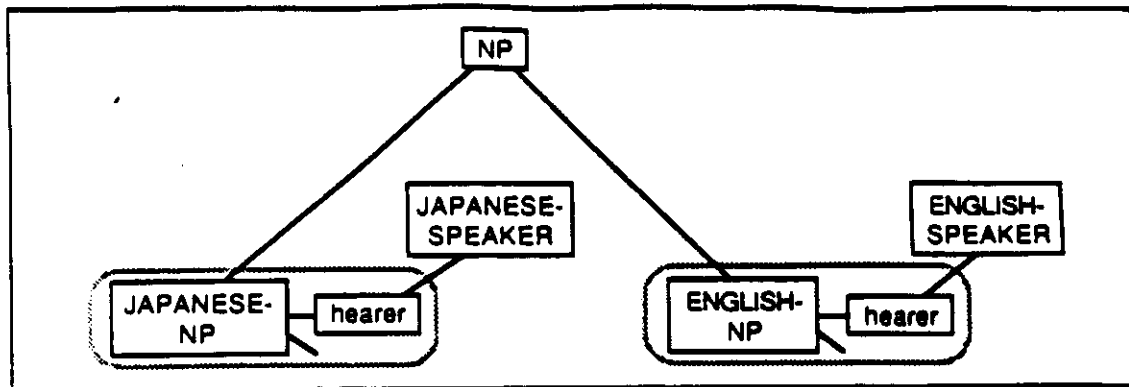 NP
JAPANESE-
SPEAKER
ENGLISH-
SPEAKER
JAPANESE-
NP
hearer
ENGLISH-
NP
hearer